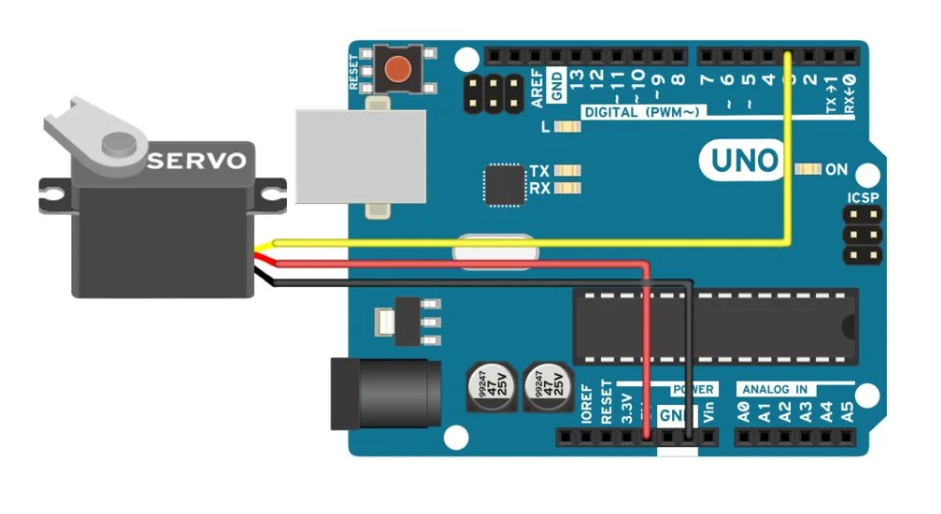 RESET
SERVO
AREF
GND
13
12
~11
~10
~9
8
7
~6
~5
4
2
TX→1
RX←0
DIGITAL (PWM~)
L
TX
RX
UNO
ON
ICSP
99247
47
25V
99247
47
25V
POWER
ANALOG IN
IOREF
RESET
3.3V
GND
Vin
A0
A1
A2
A3
A4
A5